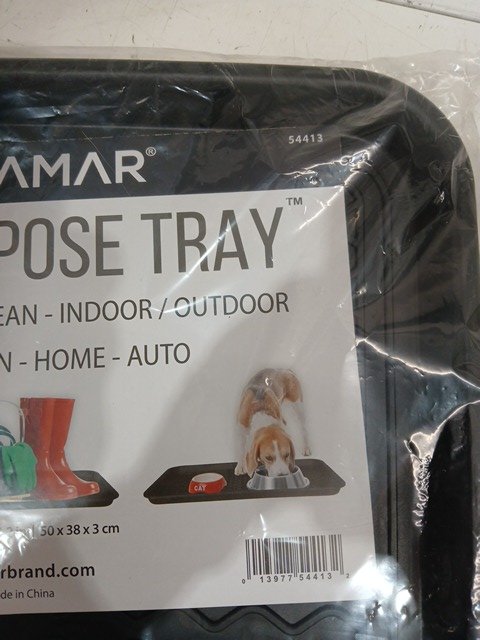 54413
AMAR®
POSE TRAY™
EAN - INDOOR / OUTDOOR
N - HOME - AUTO
CAT
50 x 38 x 3 cm
rbrand.com
de in China
0 13977 54413 2